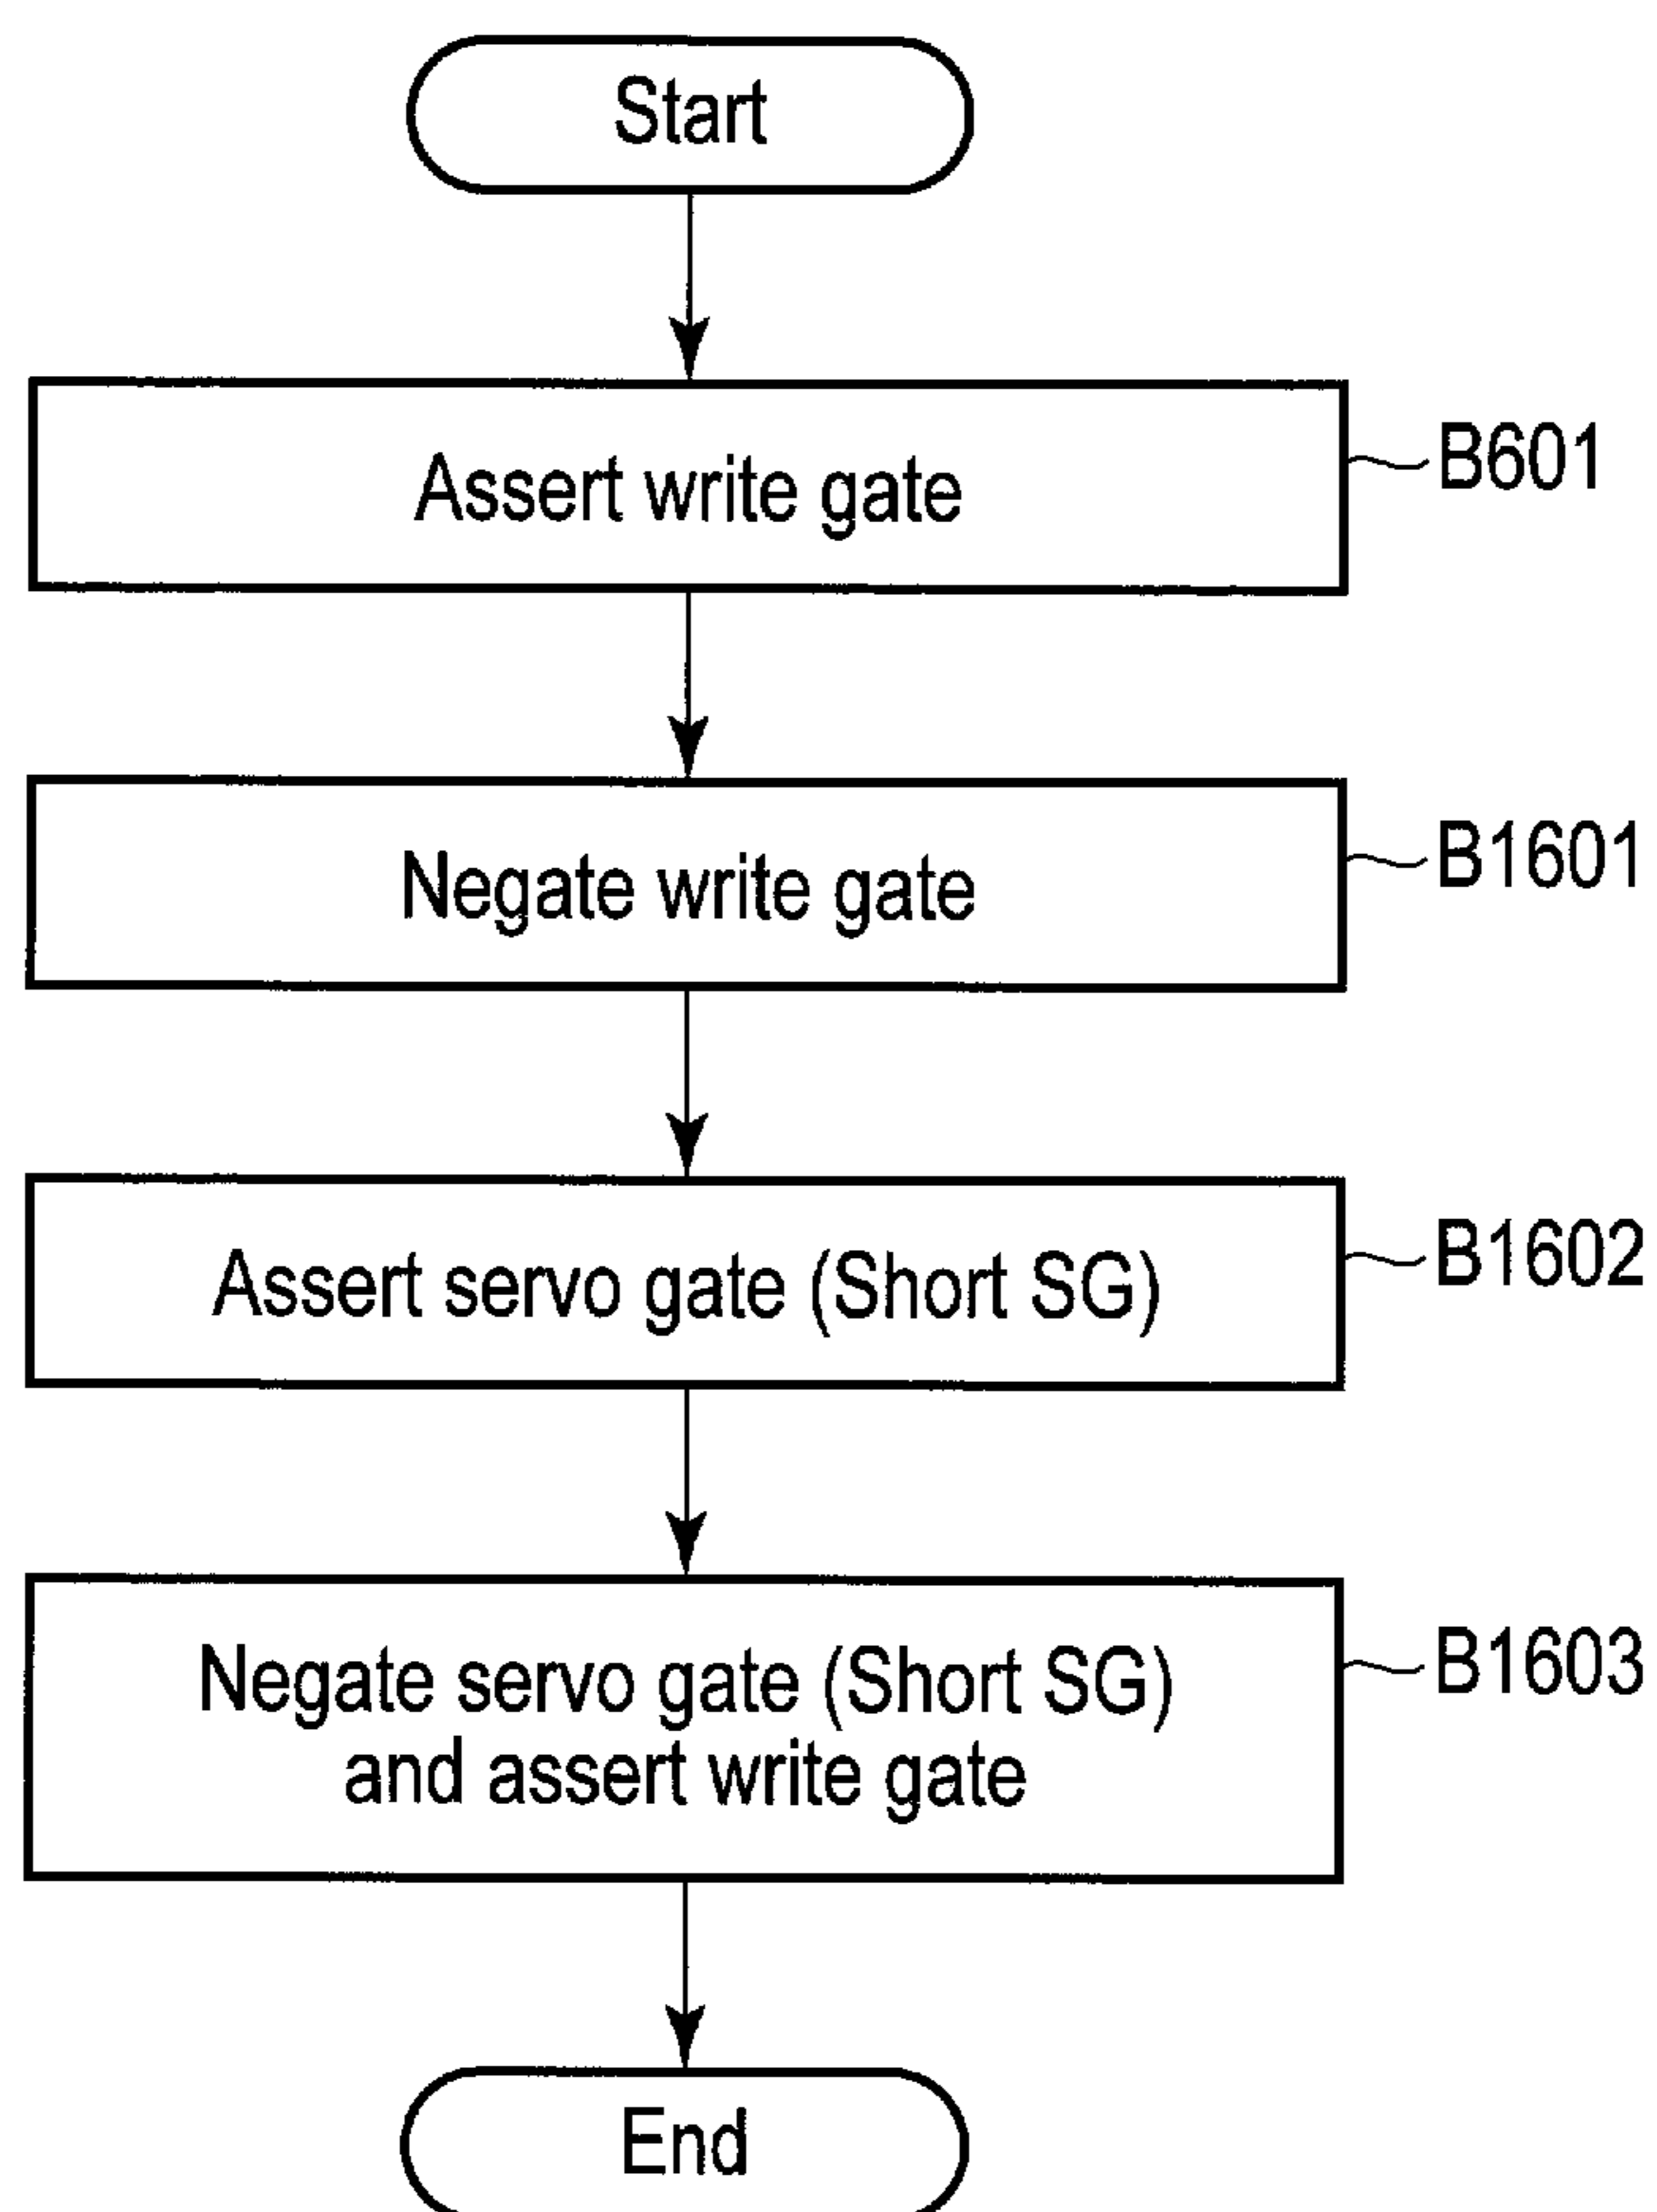 Start
Assert write gate
B601
Negate write gate
B1601
Assert servo gate (Short SG)
B1602
Negate servo gate (Short SG)
and assert write gate
B1603
End